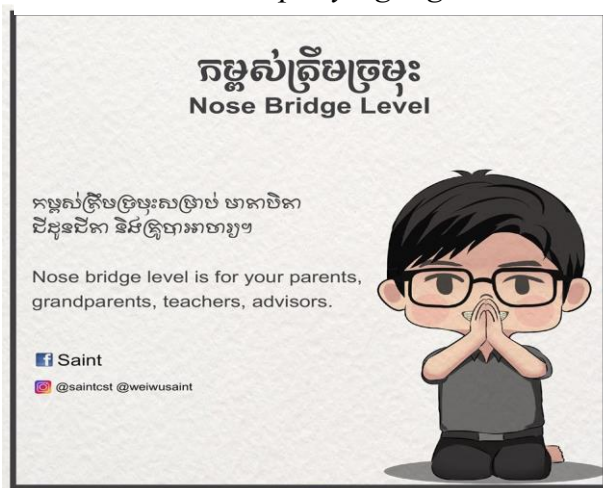 កម្ពស់ត្រឹមច្រមុះ
Nose Bridge Level
កម្ពស់ត្រឹមច្រមុះសម្រាប់ មាតាបិតា
ជីដូនជីតា និងគ្រូបាអាចារ្យៗ
Nose bridge level is for your parents,
grandparents, teachers, advisors.
Saint
@saintcst @weiwusaint